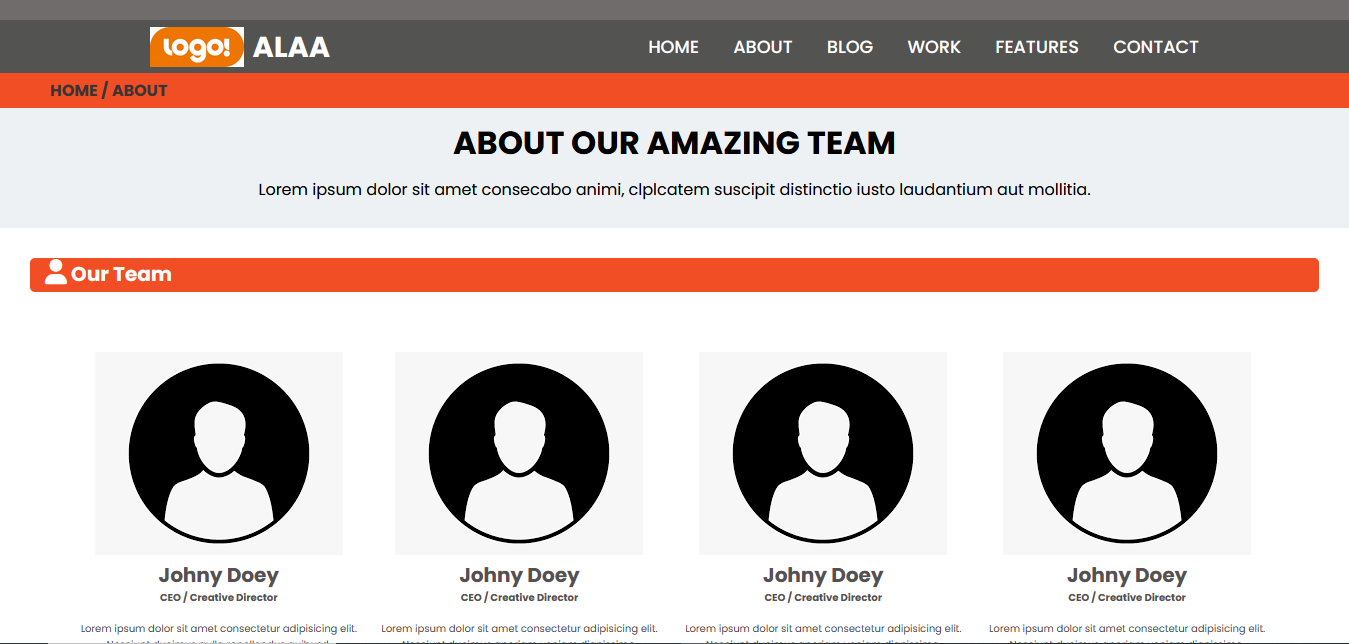 logo! ALAA HOME ABOUT BLOG WORK FEATURES CONTACT
HOME / ABOUT
ABOUT OUR AMAZING TEAM
Lorem ipsum dolor sit amet consecabo animi, clplcatem suscipit distinctio iusto laudantium aut mollitia.
Our Team
Johny Doey Johny Doey Johny Doey Johny Doey
CEO / Creative Director CEO / Creative Director CEO / Creative Director CEO / Creative Director
Lorem ipsum dolor sit amet consectetur adipisicing elit. Lorem ipsum dolor sit amet consectetur adipisicing elit. Lorem ipsum dolor sit amet consectetur adipisicing elit. Lorem ipsum dolor sit amet consectetur adipisicing elit.